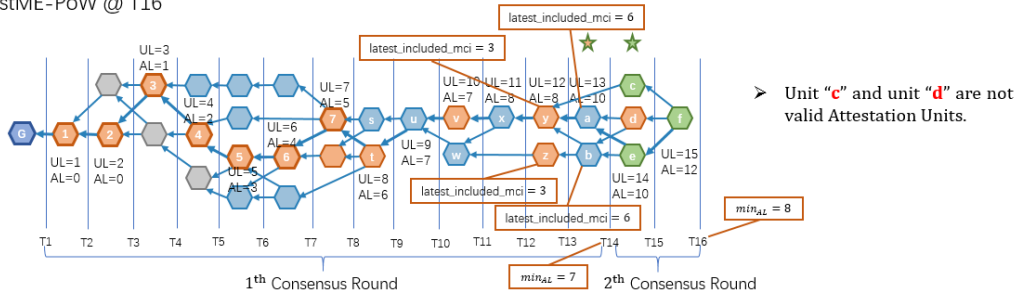 stME-PoW @ T16
latest_included_mci = 6
latest_included_mci = 3
UL=3
AL=1
UL=4
AL=2
UL=7
AL=5
UL=10
AL=7
UL=11
AL=8
UL=12
AL=8
UL=13
AL=10
➢ Unit “c” and unit “d” are not
valid Attestation Units.
3
7
s
u
v
x
y
a
c
d
f
G
1
2
4
5
6
t
w
z
b
e
UL=6
AL=4
UL=1
AL=0
UL=2
AL=0
UL=5
AL=3
UL=8
AL=6
UL=9
AL=7
UL=14
AL=10
UL=15
AL=12
latest_included_mci = 3
latest_included_mci = 6
min_AL = 8
T1 T2 T3 T4 T5 T6 T7 T8 T9 T10 T11 T12 T13 T14 T15 T16
1th Consensus Round
min_AL = 7
2th Consensus Round